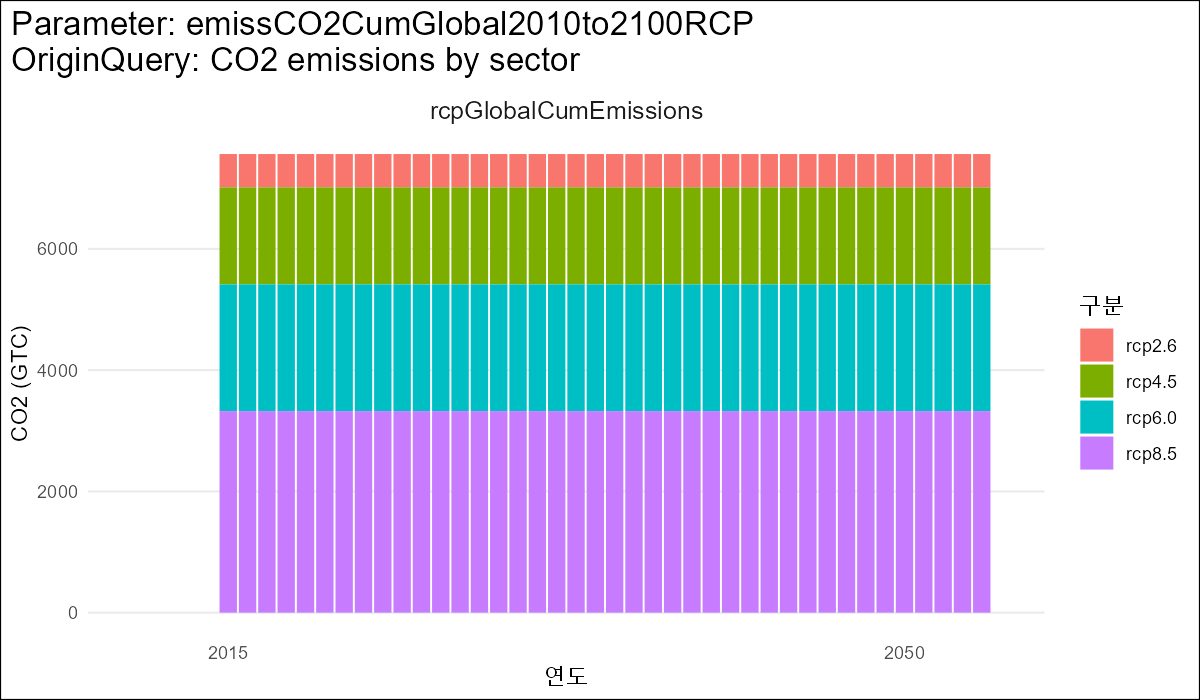 Parameter: emissCO2CumGlobal2010to2100RCP
OriginQuery: CO2 emissions by sector
rcpGlobalCumEmissions
CO2 (GTC)
6000
4000
2000
0
2015
2050
연도
구분
rcp2.6
rcp4.5
rcp6.0
rcp8.5